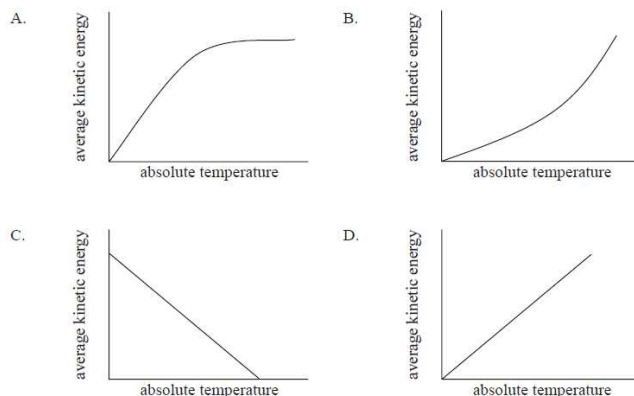 A.
average kinetic energy
absolute temperature
B.
average kinetic energy
absolute temperature
C.
average kinetic energy
absolute temperature
D.
average kinetic energy
absolute temperature